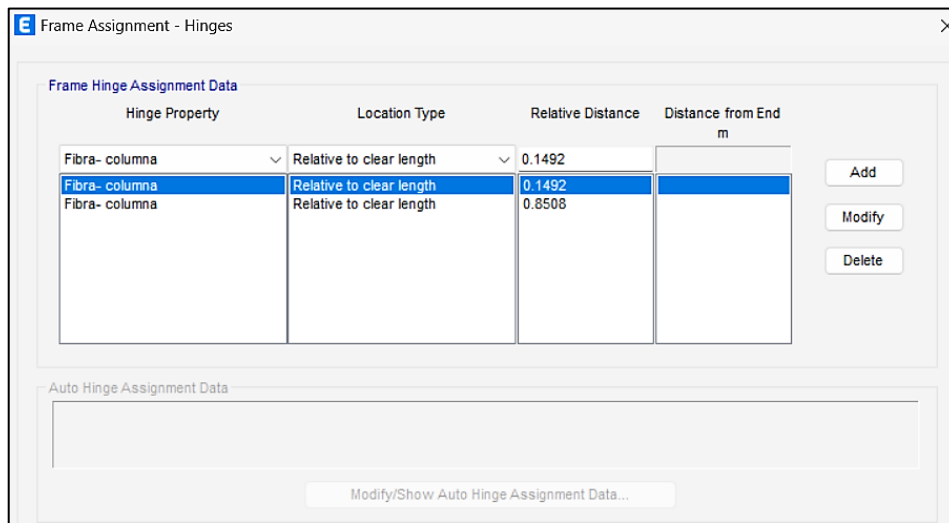 E Frame Assignment - Hinges
Frame Hinge Assignment Data
Hinge Property Location Type Relative Distance Distance from End
m
Fibra- columna Relative to clear length 0.1492
Add
Fibra- columna Relative to clear length 0.1492
Fibra- columna Relative to clear length 0.8508
Modify
Delete
Auto Hinge Assignment Data
Modify/Show Auto Hinge Assignment Data...